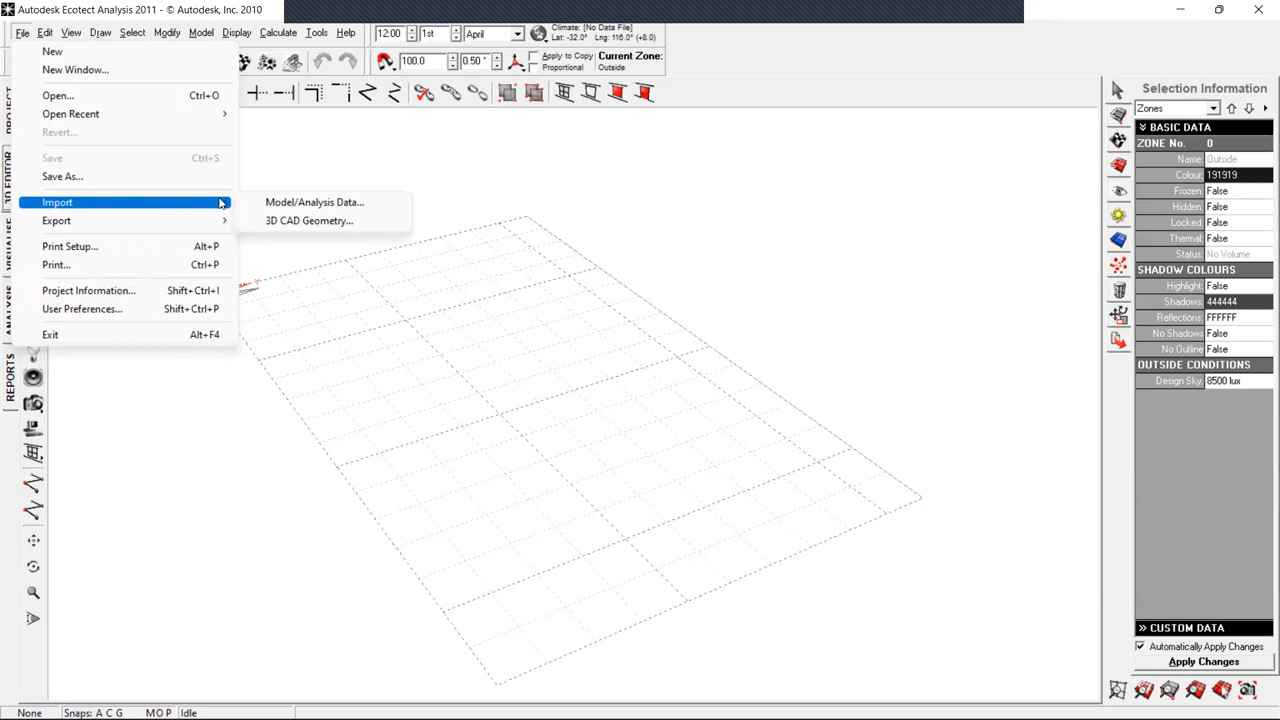 Autodesk Ecotect Analysis 2011 - © Autodesk, Inc. 2010
File Edit View Draw Select Modify Model Display Calculate Tools Help
12:00 1st April
Climate: [No Data File]
Lat: -32.0° Lng: 116.0° (+8.0)
100.0 0.50 °
Apply to Copy
Proportional
Current Zone:
Outside
New
New Window...
Open... Ctrl+O
Open Recent
Revert...
Save Ctrl+S
Save As...
Import
Export
Print Setup... Alt+P
Print... Ctrl+P
Project Information... Shift+Ctrl+I
User Preferences... Shift+Ctrl+P
Exit Alt+F4
Model/Analysis Data...
3D CAD Geometry...
PROJECT
3D EDITOR
VISUALISE
ANALYSIS
REPORTS
Selection Information
Zones
BASIC DATA
ZONE No. 0
Name: Outside
Colour: 191919
Frozen: False
Hidden: False
Locked: False
Thermal: False
Status: No Volume
SHADOW COLOURS
Highlight: False
Shadows: 444444
Reflections: FFFFFF
No Shadows: False
No Outline: False
OUTSIDE CONDITIONS
Design Sky: 8500 lux
CUSTOM DATA
Automatically Apply Changes
Apply Changes
None Snaps: A C G M O P Idle